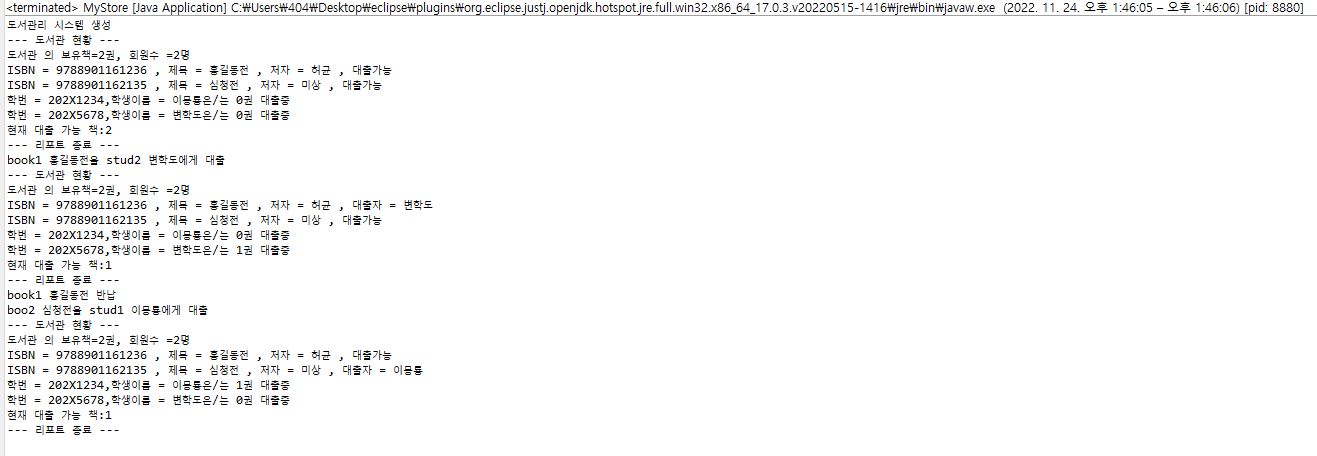 <terminated> MyStore [Java Application] C:₩Users₩404₩Desktop₩eclipse₩plugins₩org.eclipse.justj.openjdk.hotspot.jre.full.win32.x86_64_17.0.3.v20220515-1416₩jre₩bin₩javaw.exe (2022. 11. 24. 오후 1:46:05 – 오후 1:46:06) [pid: 8880]
도서관리 시스템 생성
--- 도서관 현황 ---
도서관 의 보유책=2권, 회원수 =2명
ISBN = 9788901161236 , 제목 = 홍길동전 , 저자 = 허균 , 대출가능
ISBN = 9788901162135 , 제목 = 심청전 , 저자 = 미상 , 대출가능
학번 = 202X1234,학생이름 = 이몽룡은/는 0권 대출중
학번 = 202X5678,학생이름 = 변학도은/는 0권 대출중
현재 대출 가능 책:2
--- 리포트 종료 ---
book1 홍길동전을 stud2 변학도에게 대출
--- 도서관 현황 ---
도서관 의 보유책=2권, 회원수 =2명
ISBN = 9788901161236 , 제목 = 홍길동전 , 저자 = 허균 , 대출자 = 변학도
ISBN = 9788901162135 , 제목 = 심청전 , 저자 = 미상 , 대출가능
학번 = 202X1234,학생이름 = 이몽룡은/는 0권 대출중
학번 = 202X5678,학생이름 = 변학도은/는 1권 대출중
현재 대출 가능 책:1
--- 리포트 종료 ---
book1 홍길동전 반납
boo2 심청전을 stud1 이몽룡에게 대출
--- 도서관 현황 ---
도서관 의 보유책=2권, 회원수 =2명
ISBN = 9788901161236 , 제목 = 홍길동전 , 저자 = 허균 , 대출가능
ISBN = 9788901162135 , 제목 = 심청전 , 저자 = 미상 , 대출자 = 이몽룡
학번 = 202X1234,학생이름 = 이몽룡은/는 1권 대출중
학번 = 202X5678,학생이름 = 변학도은/는 0권 대출중
현재 대출 가능 책:1
--- 리포트 종료 ---